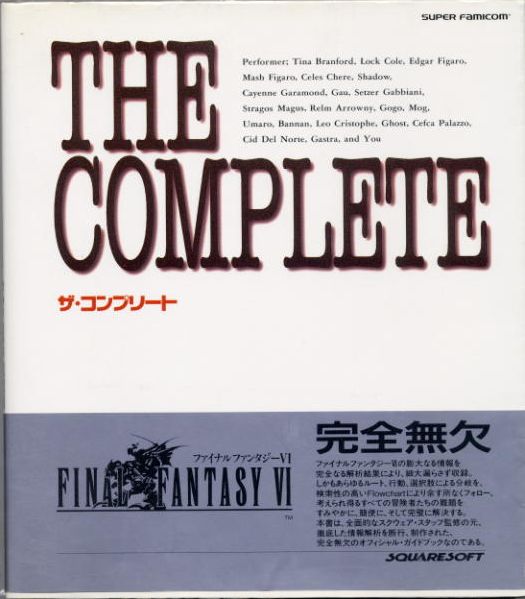 SUPER FAMICOM
THE
COMPLETE
Performer; Tina Branford, Lock Cole, Edgar Figaro,
Mash Figaro, Celes Chere, Shadow,
Cayenne Garamond, Gau, Setzer Gabbiani,
Stragos Magus, Relm Arrowny, Gogo, Mog,
Umaro, Bannan, Leo Cristophe, Ghost, Cefca Palazzo,
Cid Del Norte, Gastra, and You
ザ・コンプリート
ファイナルファンタジーVI
FINAL FANTASY VI
TM
完全無欠
ファイナルファンタジーVIの膨大なる情報を
完全なる解析結果により、細大漏らさず収録。
しかもあらゆるルート、行動、選択肢による分岐を、
検索性の高いFlowchartにより余す所なくフォロー。
考えられ得るすべての冒険者たちの難題を
すみやかに、簡便に、そして完璧に解決する。
本書は、全面的なスクウェア・スタッフ監修の元、
徹底した情報解析を断行、制作された、
完全無欠のオフィシャル・ガイドブックなのである。
SQUARESOFT